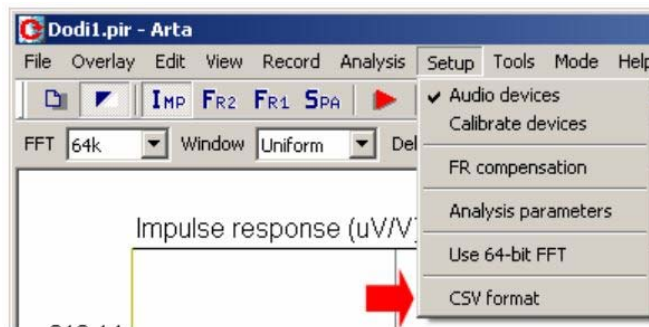 Dodi1.pir - Arta
File Overlay Edit View Record Analysis Setup Tools Mode Help
IMP FR2 FR1 SPA
FFT 64k Window Uniform Del
Audio devices
Calibrate devices
FR compensation
Analysis parameters
Use 64-bit FFT
CSV format
Impulse response (uV/V)